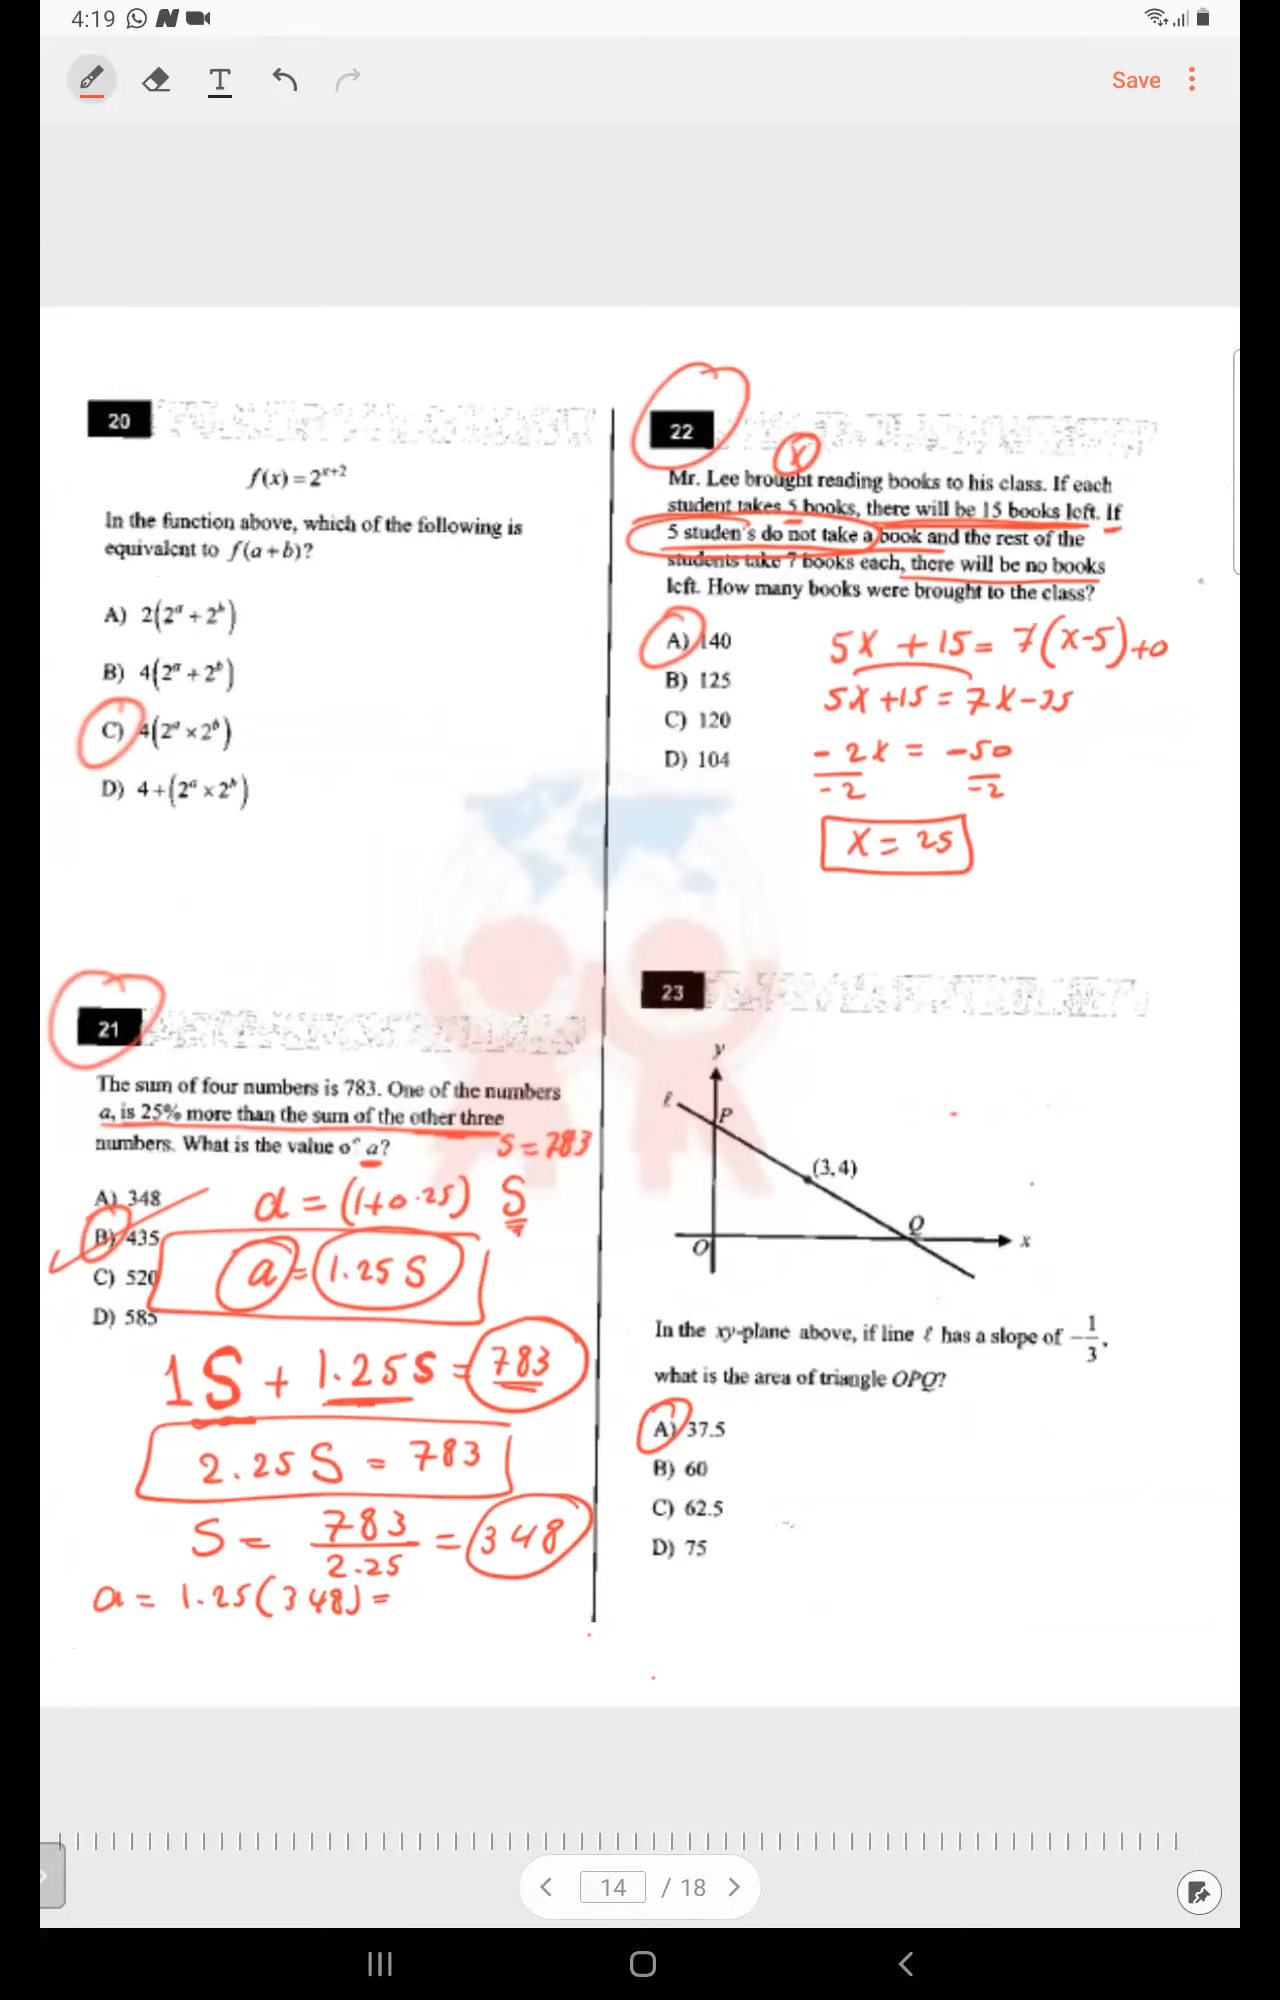 4:19
T
Save
20
f(x) = 2^{x+2}
In the function above, which of the following is
equivalent to f(a+b)?
A) 2(2^a + 2^b)
B) 4(2^a + 2^b)
C) 4(2^a × 2^b)
D) 4 + (2^a × 2^b)
21
The sum of four numbers is 783. One of the numbers
a, is 25% more than the sum of the other three
numbers. What is the value of a?
S = 783
A) 348
B) 435
C) 520
D) 585
a = (1+0.25) S
a = 1.25 S
1S + 1.25 S = 783
2.25 S = 783
S = 783/2.25 = 348
a = 1.25(348) =
22
x
Mr. Lee brought reading books to his class. If each
student takes 5 books, there will be 15 books left. If
5 studen's do not take a book and the rest of the
students take 7 books each, there will be no books
left. How many books were brought to the class?
A) 140
B) 125
C) 120
D) 104
5x + 15 = 7(x-5)+0
5x+15 = 7x-35
-2x = -50
-2 -2
x = 25
23
y
ℓ
P
(3,4)
Q
O
x
In the xy-plane above, if line ℓ has a slope of -1/3,
what is the area of triangle OPQ?
A) 37.5
B) 60
C) 62.5
D) 75
14 / 18